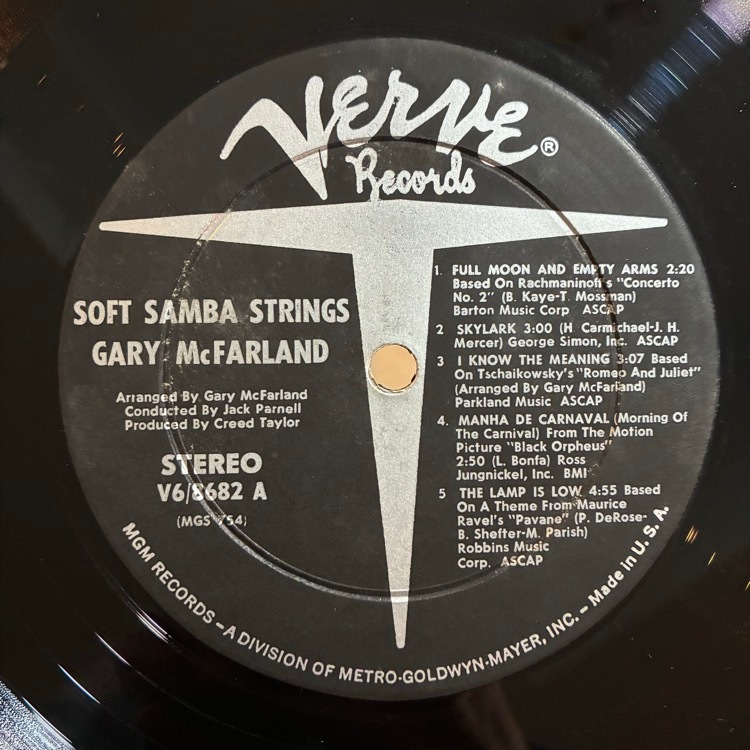 VERVE®
Records
SOFT SAMBA STRINGS
GARY McFARLAND
Arranged By Gary McFarland
Conducted By Jack Parnell
Produced By Creed Taylor
STEREO
V6/8682 A
(MGS 754)
1. FULL MOON AND EMPTY ARMS 2:20
Based On Rachmaninoff's "Concerto
No. 2" (B. Kaye-T. Mossman)
Barton Music Corp ASCAP
2 SKYLARK 3:00 (H Carmichael-J. H.
Mercer) George Simon, Inc. ASCAP
3 I KNOW THE MEANING 3:07 Based
On Tschaikowsky's "Romeo And Juliet"
(Arranged By Gary McFarland)
Parkland Music ASCAP
4. MANHA DE CARNAVAL (Morning Of
The Carnival) From The Motion
Picture "Black Orpheus"
2:50 (L. Bonfa) Ross
Jungnickel, Inc. BMI
5 THE LAMP IS LOW 4:55 Based
On A Theme From Maurice
Ravel's "Pavane" (P. DeRose-
B. Shefter-M. Parish)
Robbins Music
Corp. ASCAP
MGM RECORDS – A DIVISION OF METRO-GOLDWYN-MAYER, INC. – Made in U. S. A.